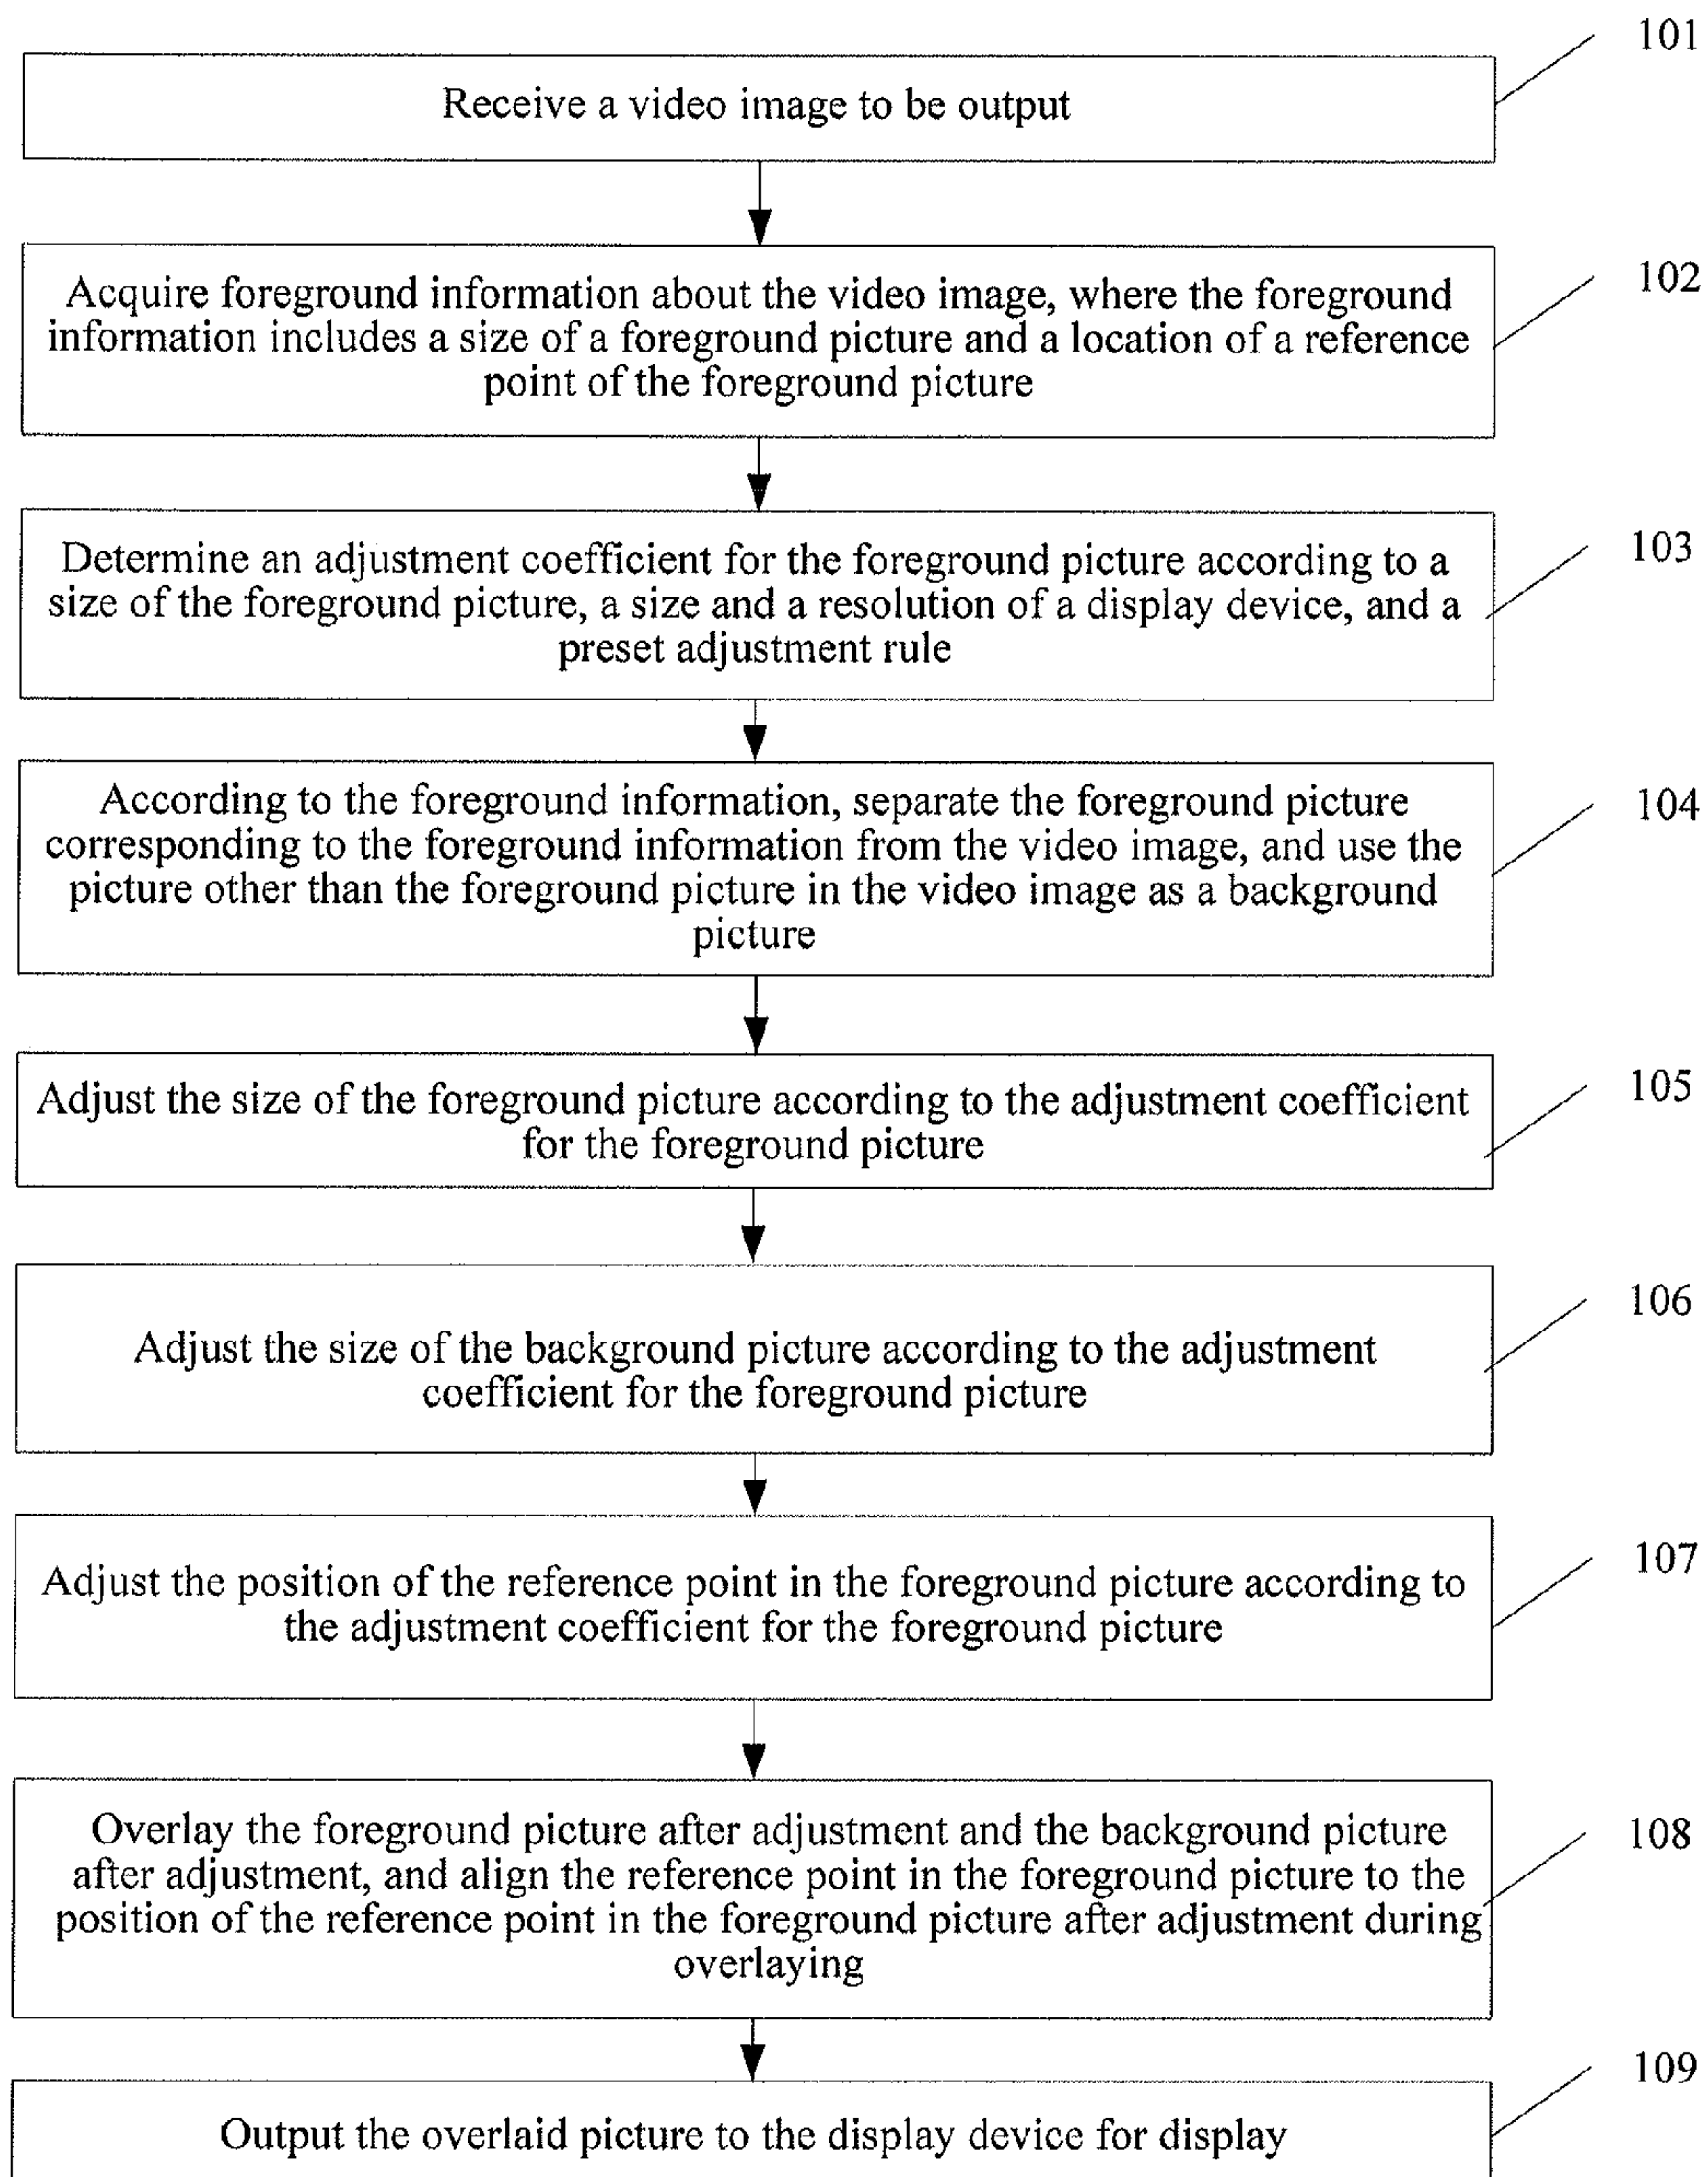 101
Receive a video image to be output
102
Acquire foreground information about the video image, where the foreground
information includes a size of a foreground picture and a location of a reference
point of the foreground picture
103
Determine an adjustment coefficient for the foreground picture according to a
size of the foreground picture, a size and a resolution of a display device, and a
preset adjustment rule
104
According to the foreground information, separate the foreground picture
corresponding to the foreground information from the video image, and use the
picture other than the foreground picture in the video image as a background
picture
105
Adjust the size of the foreground picture according to the adjustment coefficient
for the foreground picture
106
Adjust the size of the background picture according to the adjustment
coefficient for the foreground picture
107
Adjust the position of the reference point in the foreground picture according to
the adjustment coefficient for the foreground picture
108
Overlay the foreground picture after adjustment and the background picture
after adjustment, and align the reference point in the foreground picture to the
position of the reference point in the foreground picture after adjustment during
overlaying
109
Output the overlaid picture to the display device for display